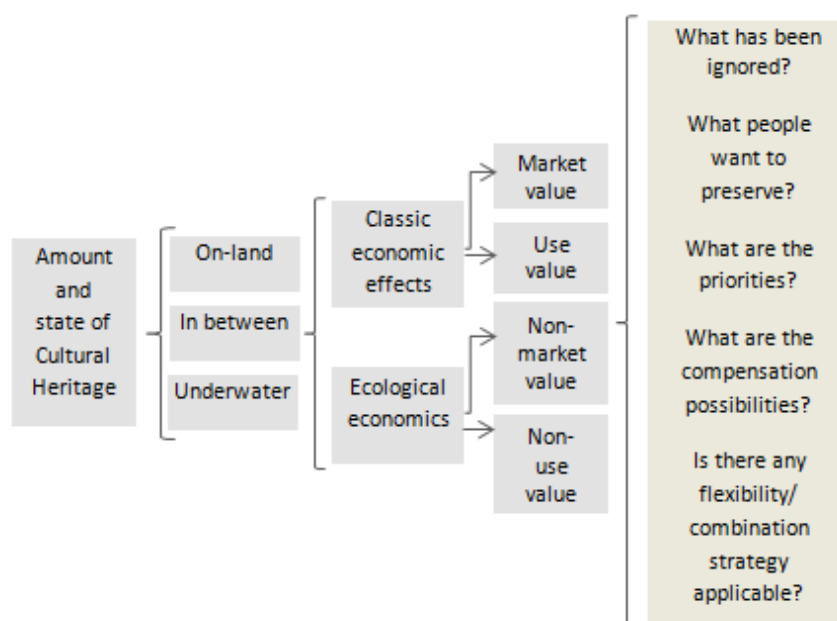 Amount
and
state of
Cultural
Heritage
On-land
In between
Underwater
Classic
economic
effects
Ecological
economics
Market
value
Use
value
Non-
market
value
Non-
use
value
What has been
ignored?
What people
want to
preserve?
What are the
priorities?
What are the
compensation
possibilities?
Is there any
flexibility/
combination
strategy
applicable?